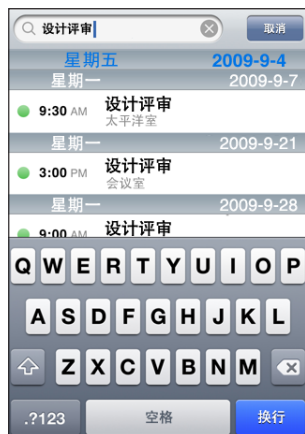 设计评审
取消
星期五 2009-9-4
星期一 2009-9-7
9:30 AM 设计评审
太平洋室
星期一 2009-9-21
3:00 PM 设计评审
会议室
星期一 2009-9-28
9:00 AM 设计评审
Q W E R T Y U I O P
A S D F G H J K L
Z X C V B N M
.?123 空格 换行